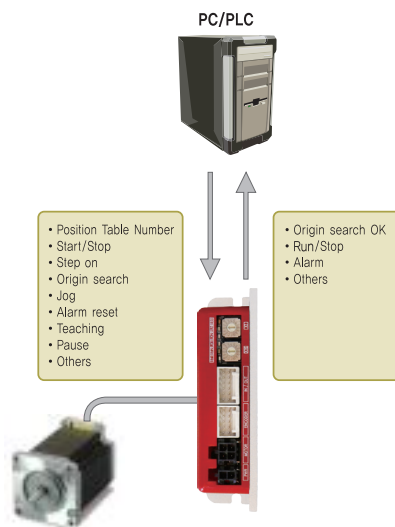 PC/PLC
• Position Table Number
• Start/Stop
• Step on
• Origin search
• Jog
• Alarm reset
• Teaching
• Pause
• Others
• Origin search OK
• Run/Stop
• Alarm
• Others